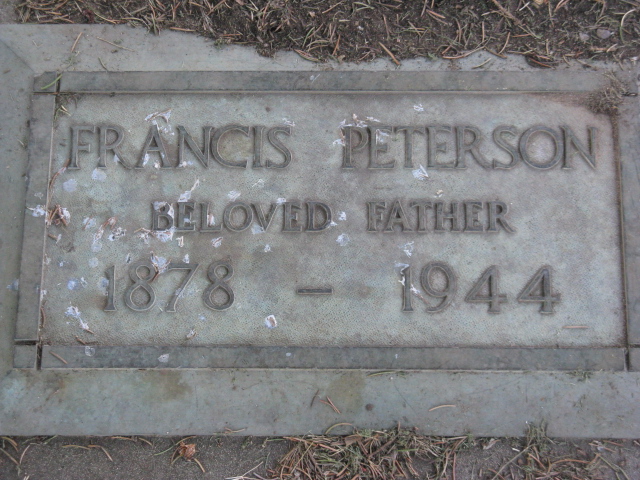 FRANCIS PETERSON
BELOVED FATHER
1878 - 1944